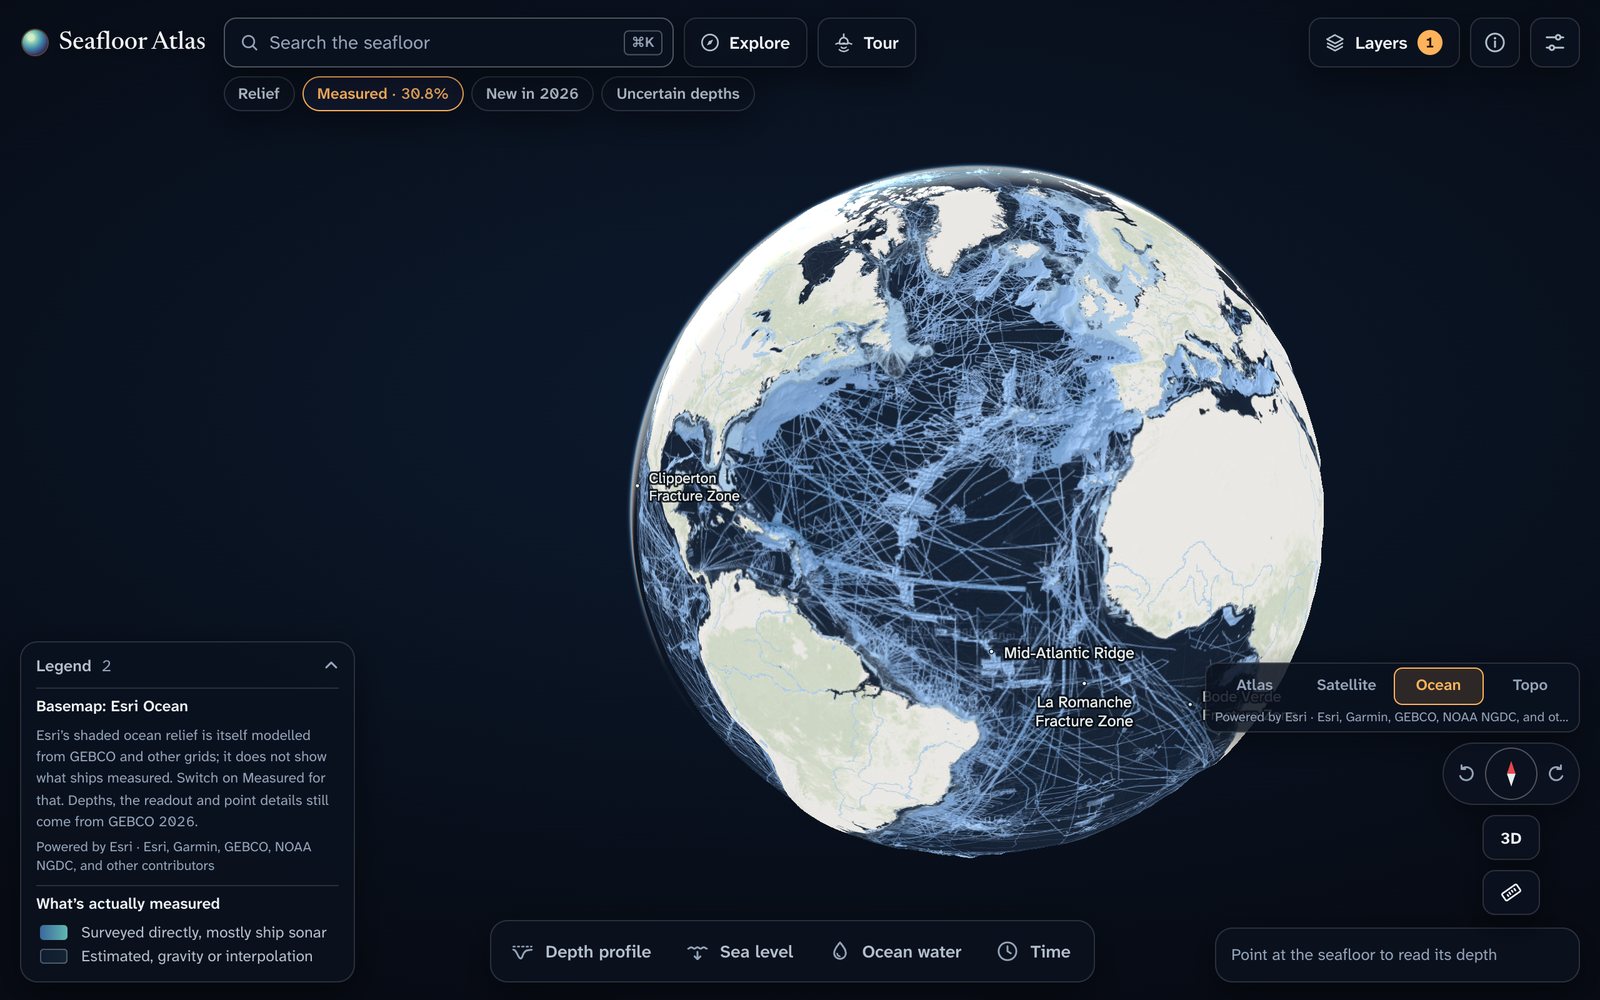 Seafloor Atlas
Search the seafloor
⌘K
Explore
Tour
Layers 1
Relief
Measured · 30.8%
New in 2026
Uncertain depths
Clipperton
Fracture Zone
Mid-Atlantic Ridge
La Romanche
Fracture Zone
Bode Verde
Atlas
Satellite
Ocean
Topo
Powered by Esri · Esri, Garmin, GEBCO, NOAA NGDC, and ot...
3D
Legend 2
Basemap: Esri Ocean
Esri's shaded ocean relief is itself modelled
from GEBCO and other grids; it does not show
what ships measured. Switch on Measured for
that. Depths, the readout and point details still
come from GEBCO 2026.
Powered by Esri · Esri, Garmin, GEBCO, NOAA
NGDC, and other contributors
What's actually measured
Surveyed directly, mostly ship sonar
Estimated, gravity or interpolation
Depth profile
Sea level
Ocean water
Time
Point at the seafloor to read its depth